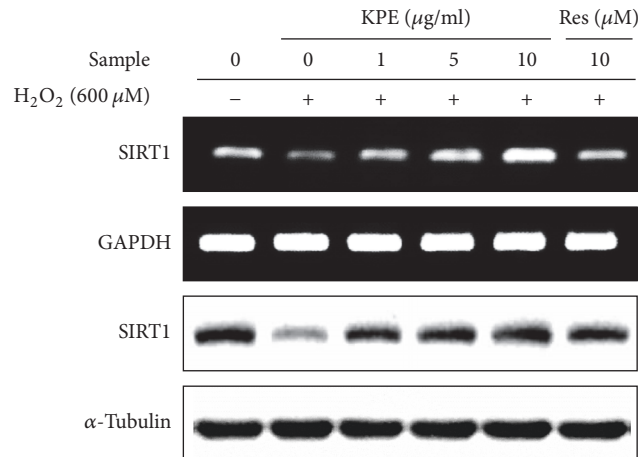 KPE (μg/ml) Res (μM)
Sample 0 0 1 5 10 10
H₂O₂ (600 μM) − + + + + +
SIRT1
GAPDH
SIRT1
α-Tubulin